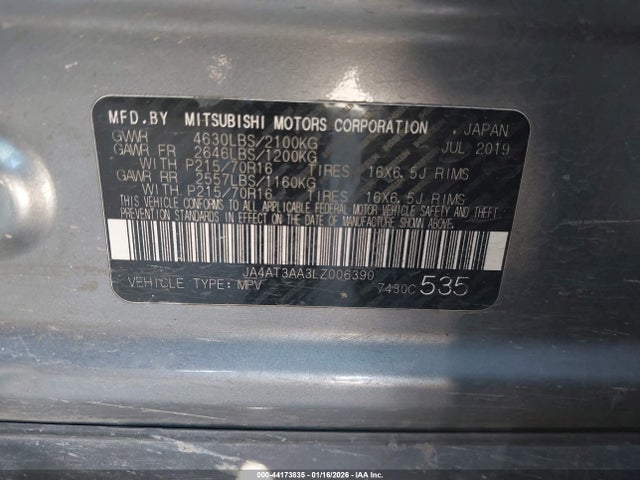 MFD.BY MITSUBISHI MOTORS CORPORATION JAPAN
GVWR 4630LBS/2100KG JUL 2019
GAWR FR 2646LBS/1200KG
WITH P215/70R16 TIRES 16X6.5J RIMS
GAWR RR 2557LBS/1160KG
WITH P215/70R16 TIRES 16X6.5J RIMS
THIS VEHICLE CONFORMS TO ALL APPLICABLE FEDERAL MOTOR VEHICLE SAFETY AND THEFT
PREVENTION STANDARDS IN EFFECT ON THE DATE OF MANUFACTURE SHOWN ABOVE.
JA4AT3AA3LZ006390
VEHICLE TYPE: MPV 7430C 535
000-44173835 | 01/16/2026 - IAA INC.